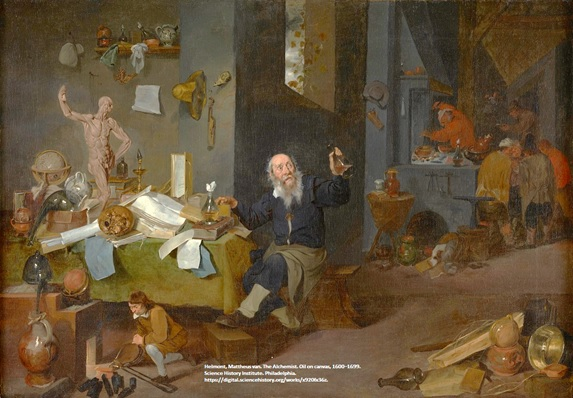 Helmont, Mattheus van. The Alchemist. Oil on canvas, 1600–1699.
Science History Institute. Philadelphia.
https://digital.sciencehistory.org/works/